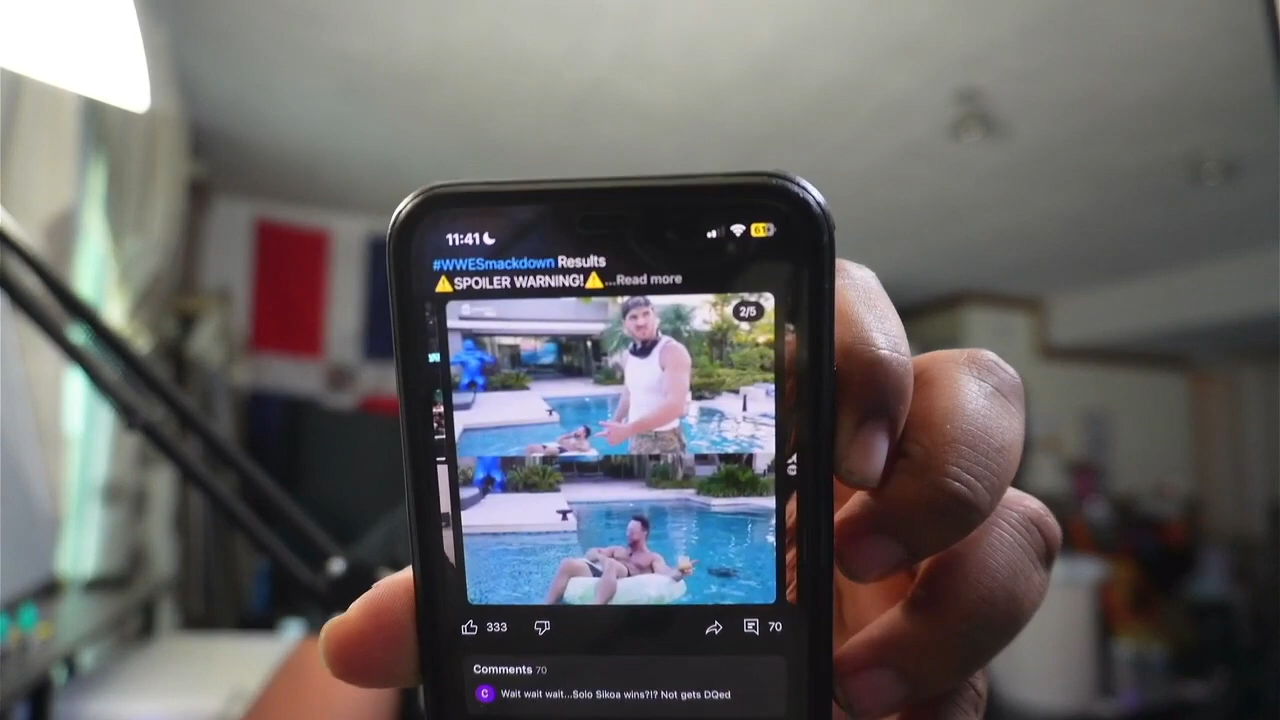 11:41
61
#WWESmackdown Results
⚠️SPOILER WARNING!⚠️...Read more
2/5
333
70
Comments 70
C
Wait wait wait...Solo Sikoa wins?!? Not gets DQed